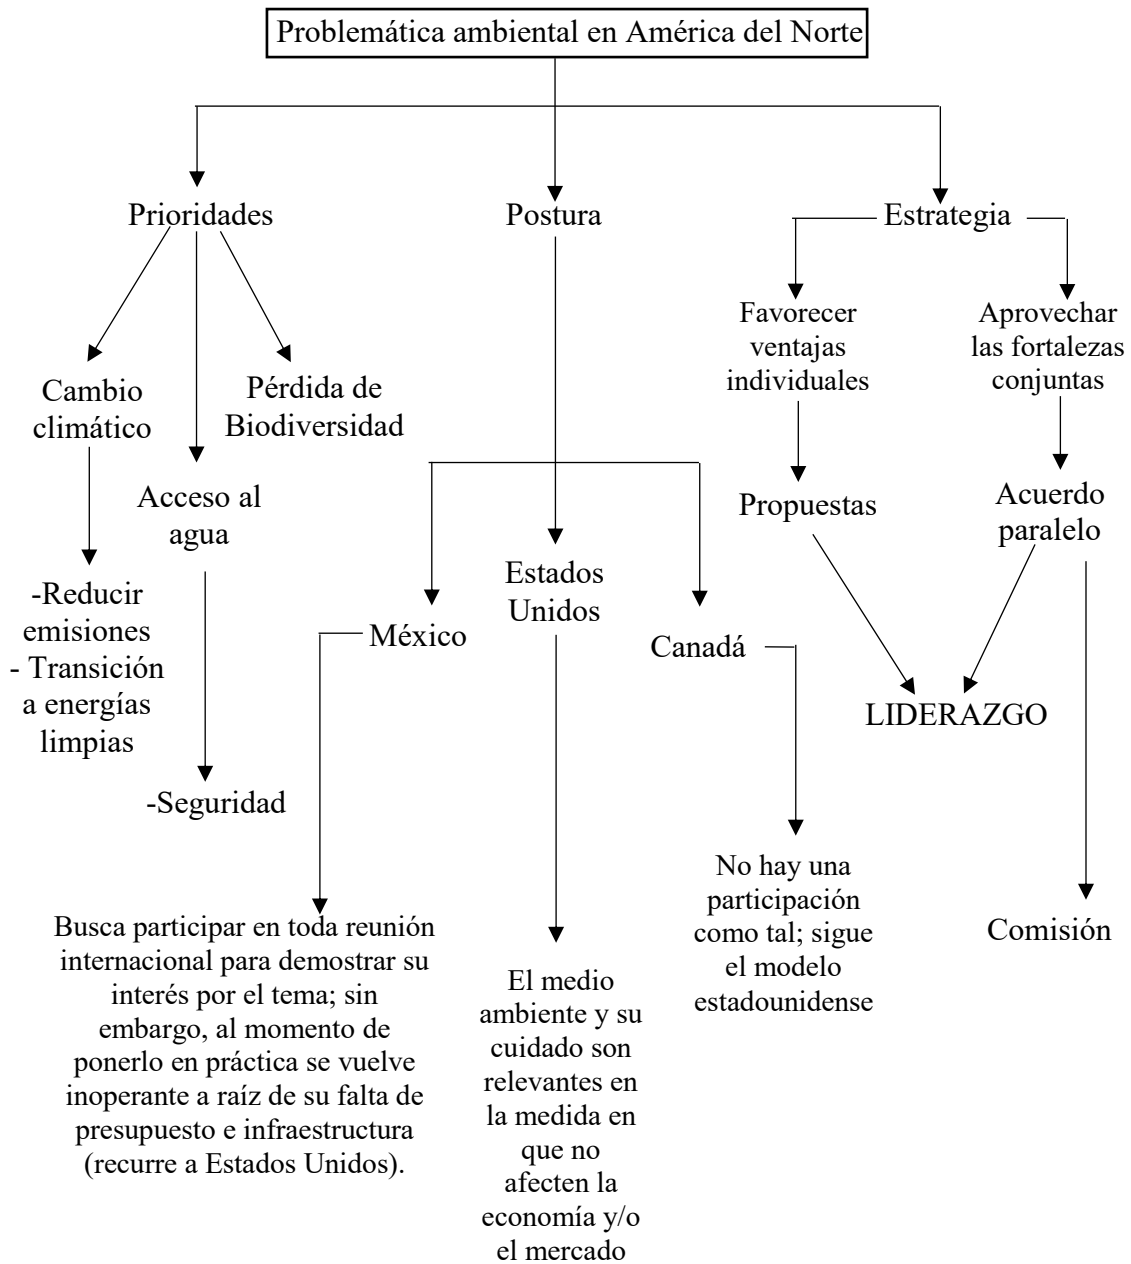 Problemática ambiental en América del Norte
Prioridades
Postura
Estrategia
Cambio
climático
Pérdida de
Biodiversidad
Acceso al
agua
-Reducir
emisiones
- Transición
a energías
limpias
-Seguridad
México
Estados
Unidos
Canadá
Busca participar en toda reunión
internacional para demostrar su
interés por el tema; sin
embargo, al momento de
ponerlo en práctica se vuelve
inoperante a raíz de su falta de
presupuesto e infraestructura
(recurre a Estados Unidos).
El medio
ambiente y su
cuidado son
relevantes en
la medida en
que no
afecten la
economía y/o
el mercado
No hay una
participación
como tal; sigue
el modelo
estadounidense
Favorecer
ventajas
individuales
Aprovechar
las fortalezas
conjuntas
Propuestas
Acuerdo
paralelo
LIDERAZGO
Comisión